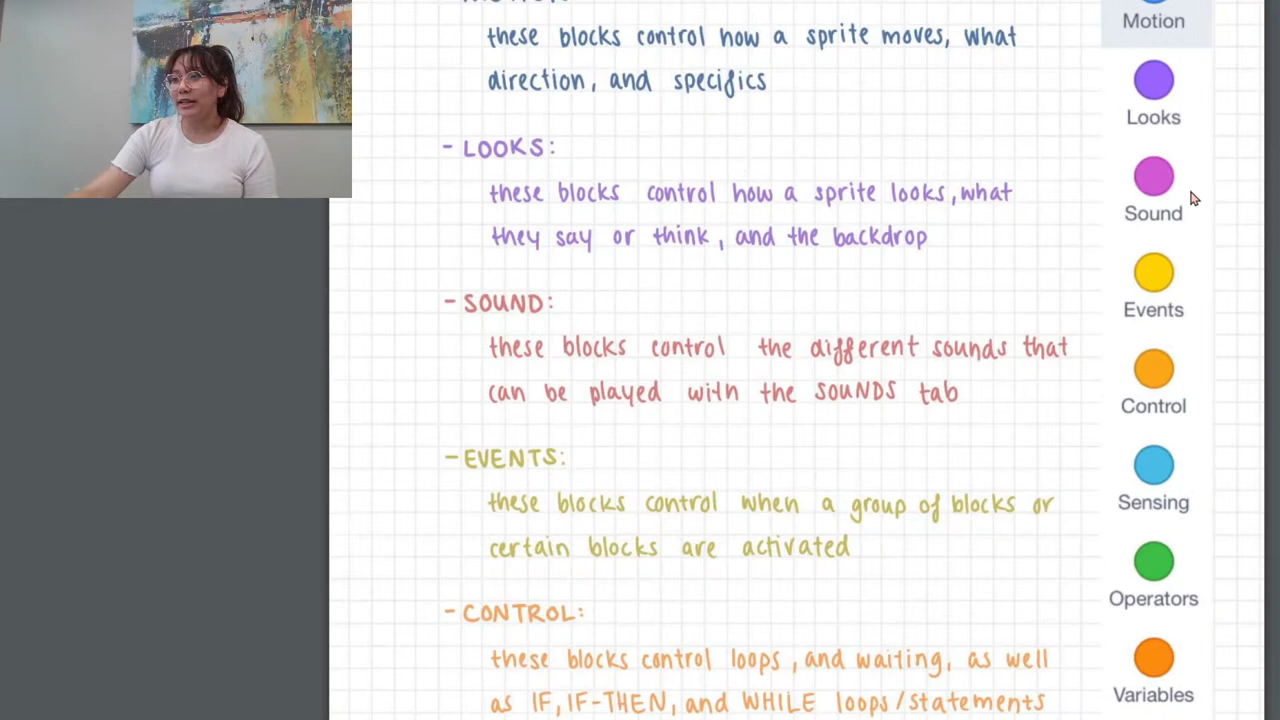 these blocks control how a sprite moves, what
direction, and specifics
- LOOKS:
these blocks control how a sprite looks, what
they say or think, and the backdrop
- SOUND:
these blocks control the different sounds that
can be played with the SOUNDS tab
- EVENTS:
these blocks control when a group of blocks or
certain blocks are activated
- CONTROL:
these blocks control loops, and waiting, as well
as IF, IF-THEN, and WHILE loops/statements
Motion
Looks
Sound
Events
Control
Sensing
Operators
Variables